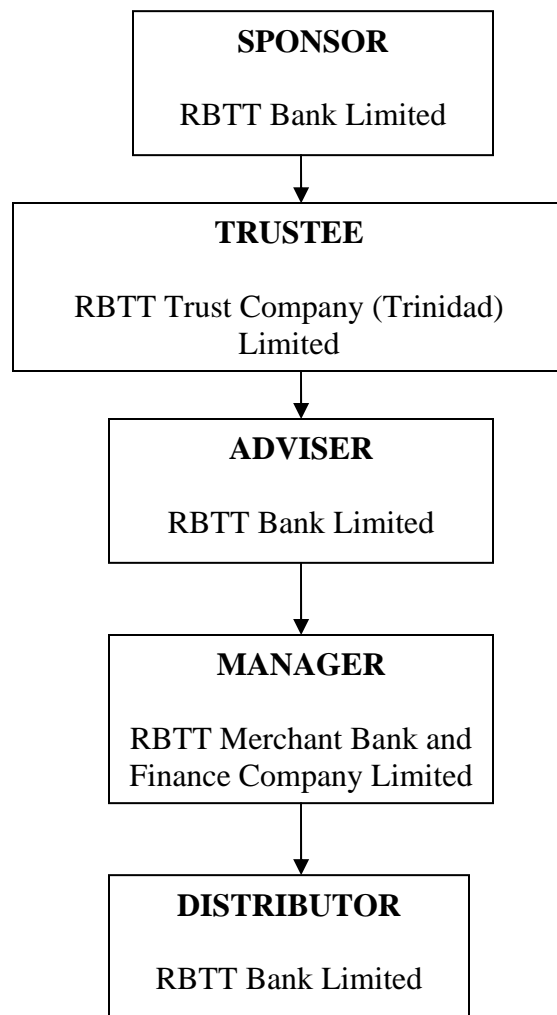 SPONSOR
RBTT Bank Limited
TRUSTEE
RBTT Trust Company (Trinidad)
Limited
ADVISER
RBTT Bank Limited
MANAGER
RBTT Merchant Bank and
Finance Company Limited
DISTRIBUTOR
RBTT Bank Limited